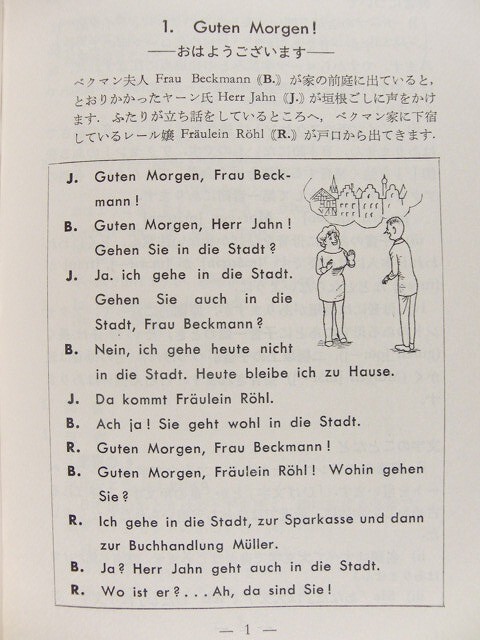 1. Guten Morgen!
——おはようございます——
ベクマン夫人 Frau Beckmann《B.》が家の前庭に出ていると,
とおりかかったヤーン氏 Herr Jahn《J.》が垣根ごしに声をかけ
ます. ふたりが立ち話をしているところへ, ベクマン家に下宿
しているレール嬢 Fräulein Röhl《R.》が戸口から出てきます.
J. Guten Morgen, Frau Beck-
mann!
B. Guten Morgen, Herr Jahn!
Gehen Sie in die Stadt?
J. Ja. ich gehe in die Stadt.
Gehen Sie auch in die
Stadt, Frau Beckmann?
B. Nein, ich gehe heute nicht
in die Stadt. Heute bleibe ich zu Hause.
J. Da kommt Fräulein Röhl.
B. Ach ja! Sie geht wohl in die Stadt.
R. Guten Morgen, Frau Beckmann!
B. Guten Morgen, Fräulein Röhl! Wohin gehen
Sie?
R. Ich gehe in die Stadt, zur Sparkasse und dann
zur Buchhandlung Müller.
B. Ja? Herr Jahn geht auch in die Stadt.
R. Wo ist er?...Ah, da sind Sie!
— 1 —